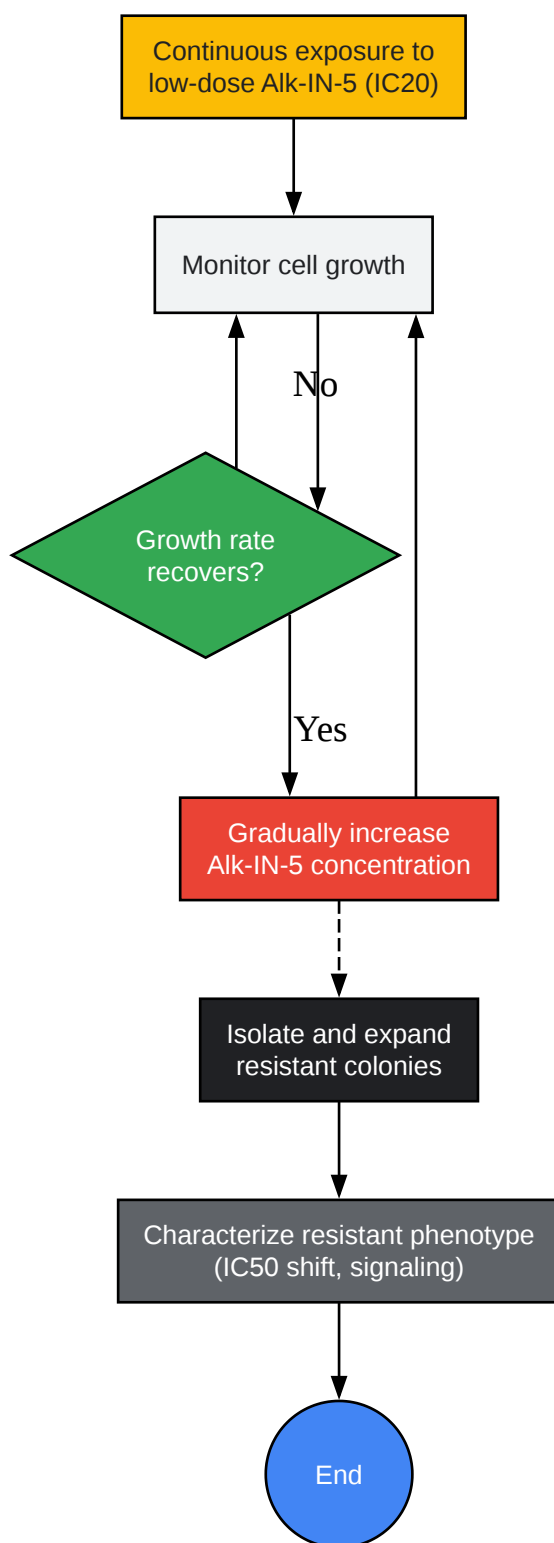 Continuous exposure to
low-dose Alk-IN-5 (IC20)
Monitor cell growth
No
Growth rate
recovers?
Yes
Gradually increase
Alk-IN-5 concentration
Isolate and expand
resistant colonies
Characterize resistant phenotype
(IC50 shift, signaling)
End